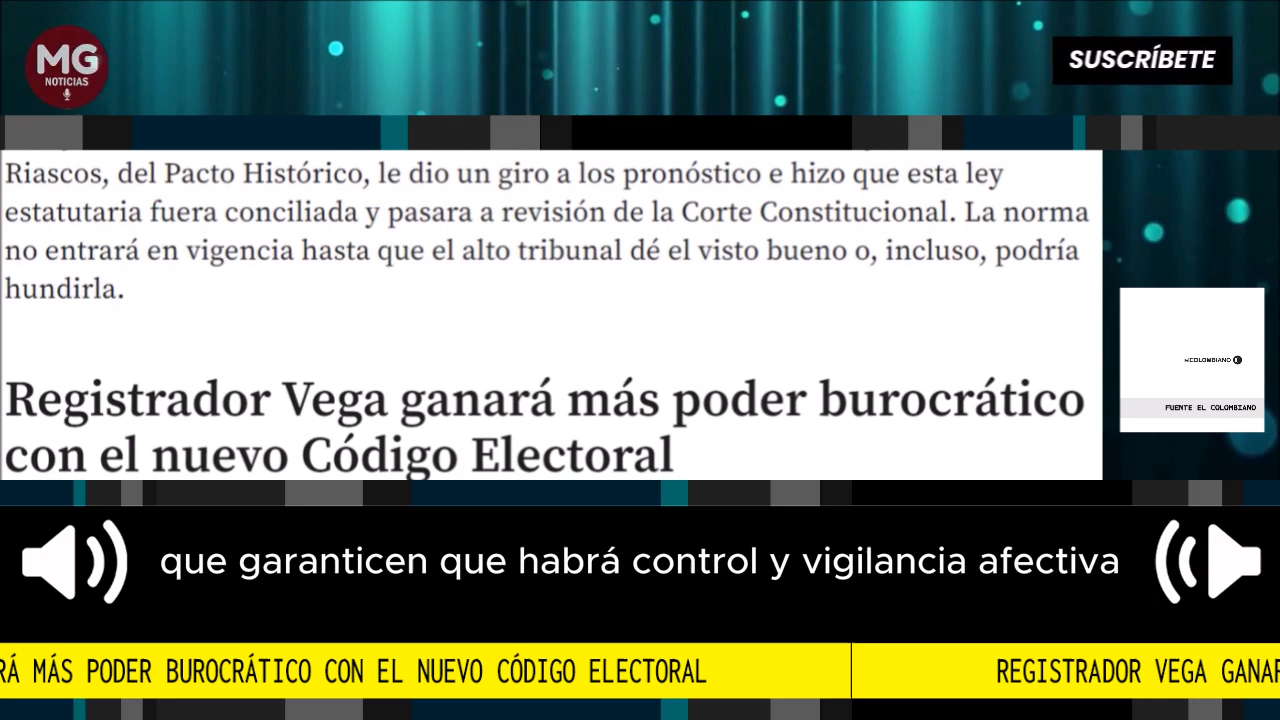 MG
NOTICIAS
SUSCRÍBETE
Riascos, del Pacto Histórico, le dio un giro a los pronóstico e hizo que esta ley
estatutaria fuera conciliada y pasara a revisión de la Corte Constitucional. La norma
no entrará en vigencia hasta que el alto tribunal dé el visto bueno o, incluso, podría
hundirla.
Registrador Vega ganará más poder burocrático
con el nuevo Código Electoral
EL COLOMBIANO
FUENTE EL COLOMBIANO
que garanticen que habrá control y vigilancia afectiva
RÁ MÁS PODER BUROCRÁTICO CON EL NUEVO CÓDIGO ELECTORAL
REGISTRADOR VEGA GANAR